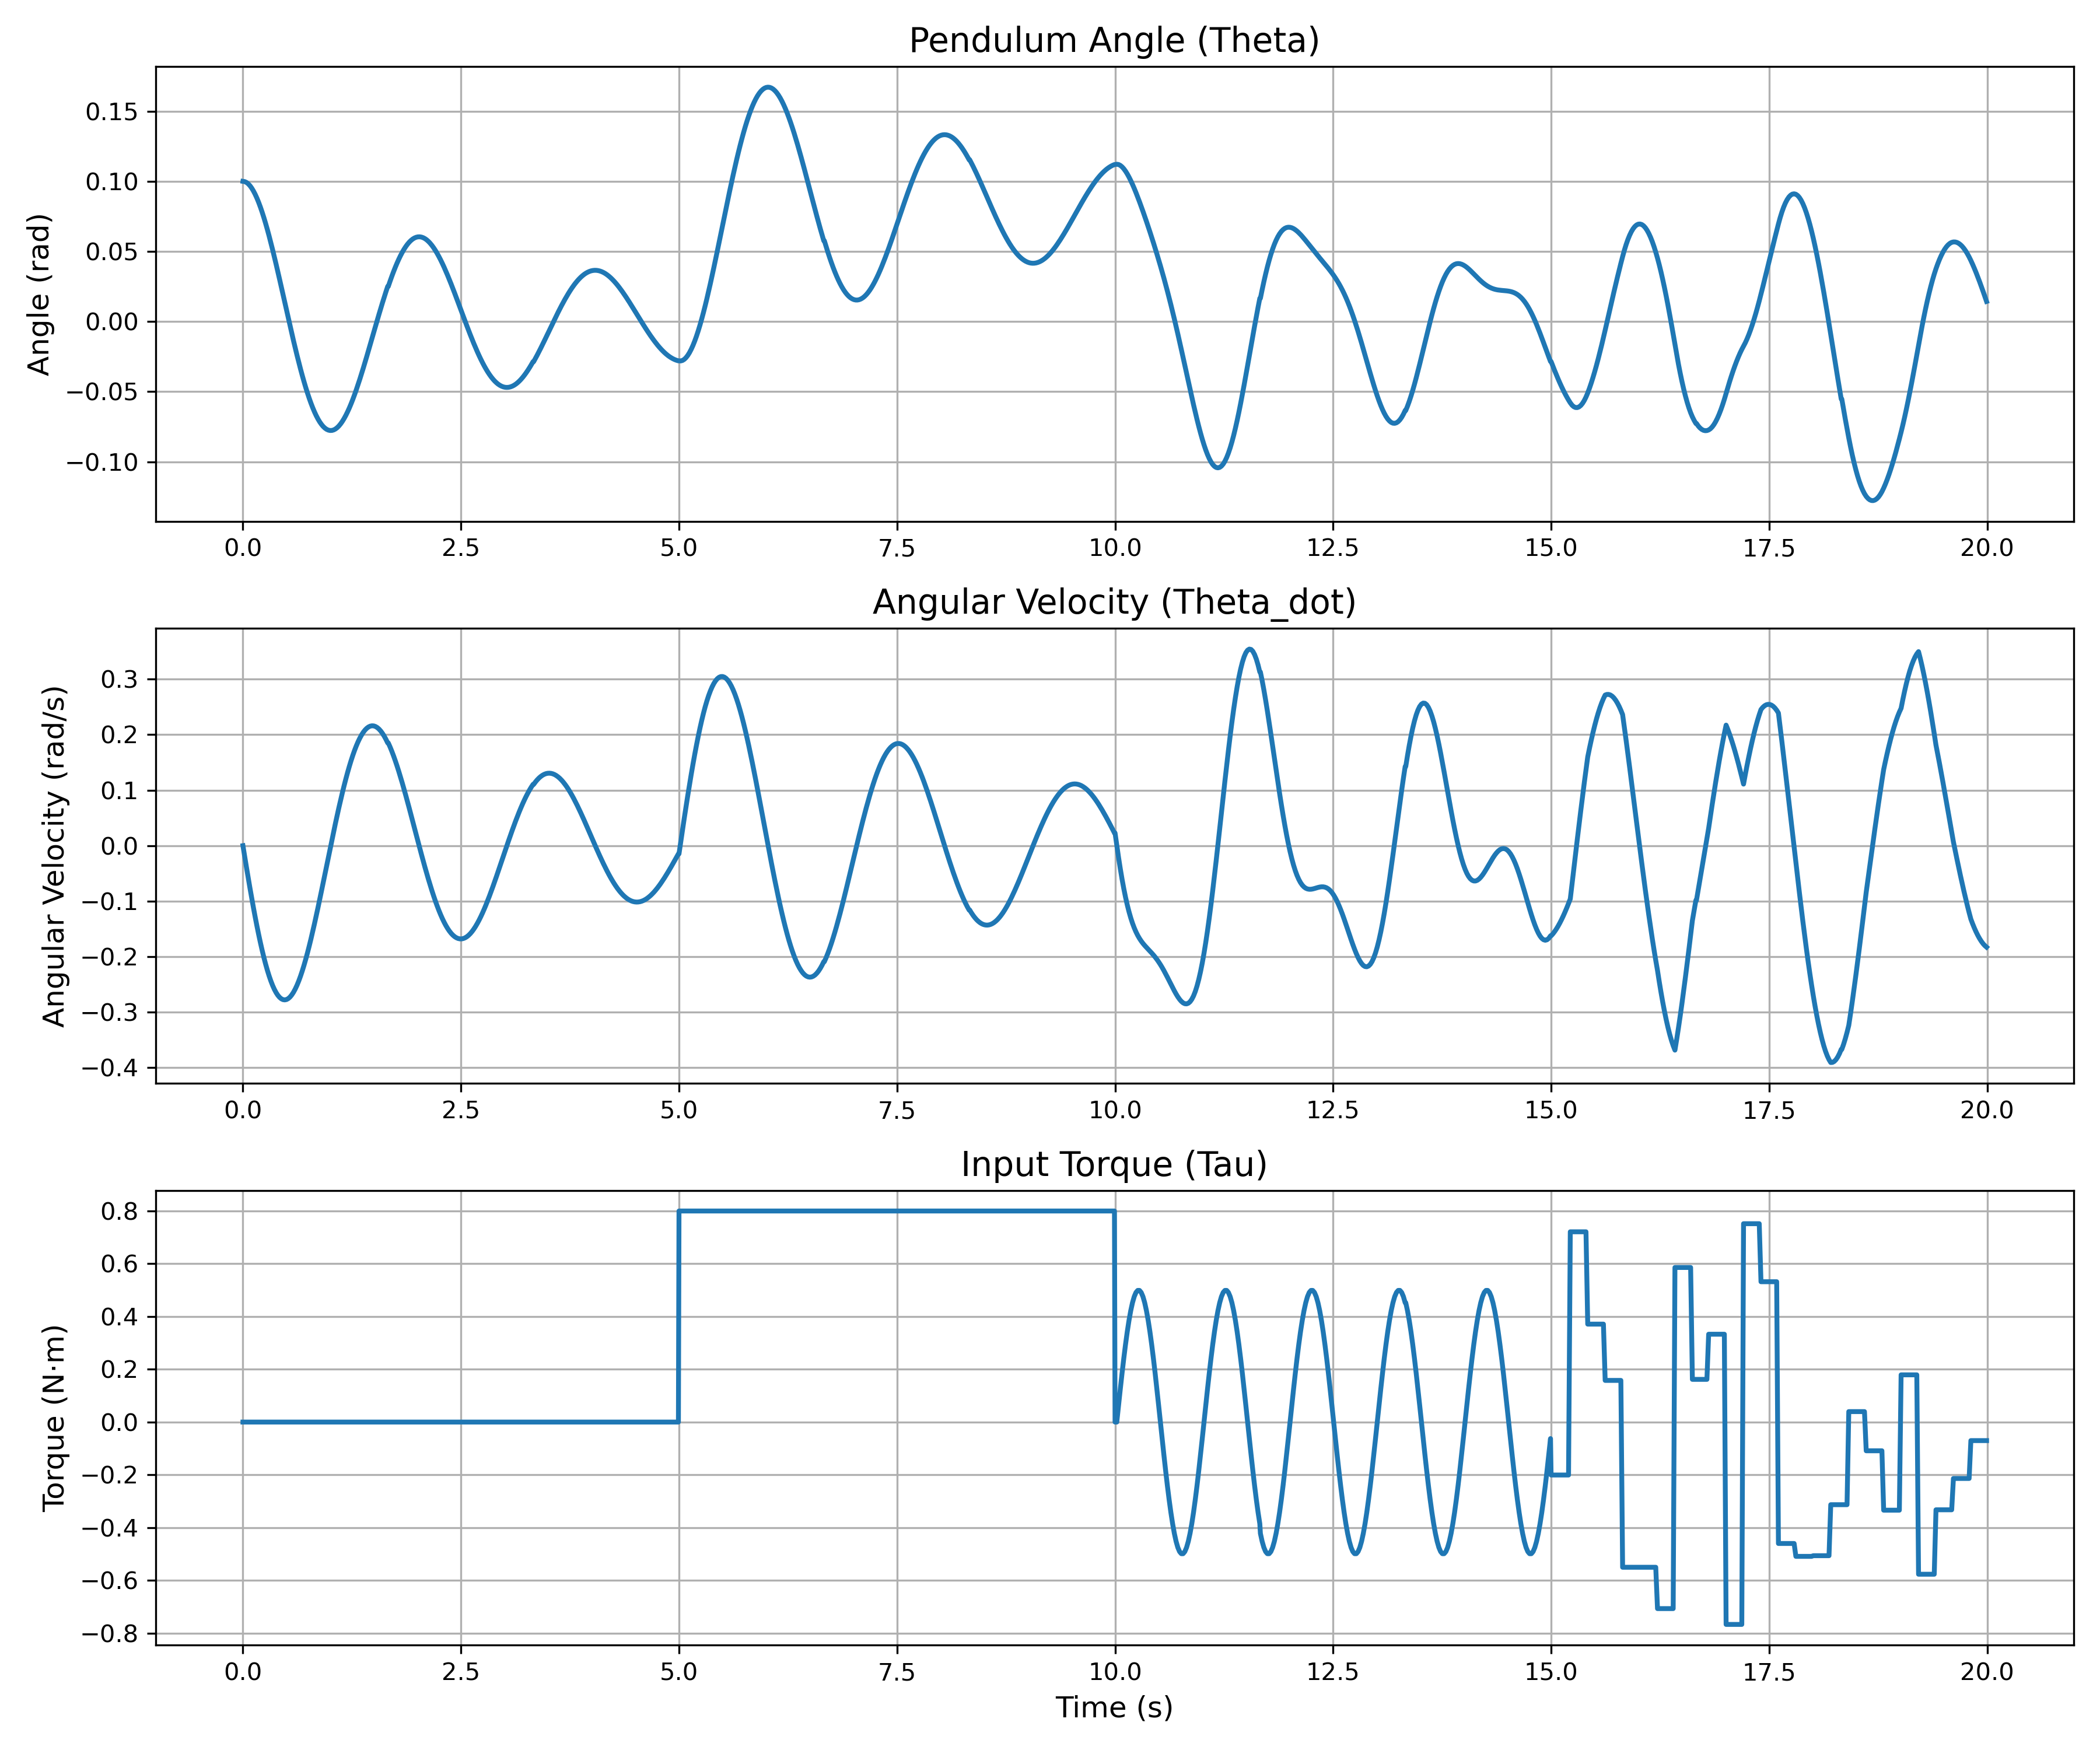 Pendulum Angle (Theta)
Angle (rad)
0.15
0.10
0.05
0.00
−0.05
−0.10
0.0 2.5 5.0 7.5 10.0 12.5 15.0 17.5 20.0
Angular Velocity (Theta_dot)
Angular Velocity (rad/s)
0.3
0.2
0.1
0.0
−0.1
−0.2
−0.3
−0.4
0.0 2.5 5.0 7.5 10.0 12.5 15.0 17.5 20.0
Input Torque (Tau)
Torque (N·m)
0.8
0.6
0.4
0.2
0.0
−0.2
−0.4
−0.6
−0.8
0.0 2.5 5.0 7.5 10.0 12.5 15.0 17.5 20.0
Time (s)